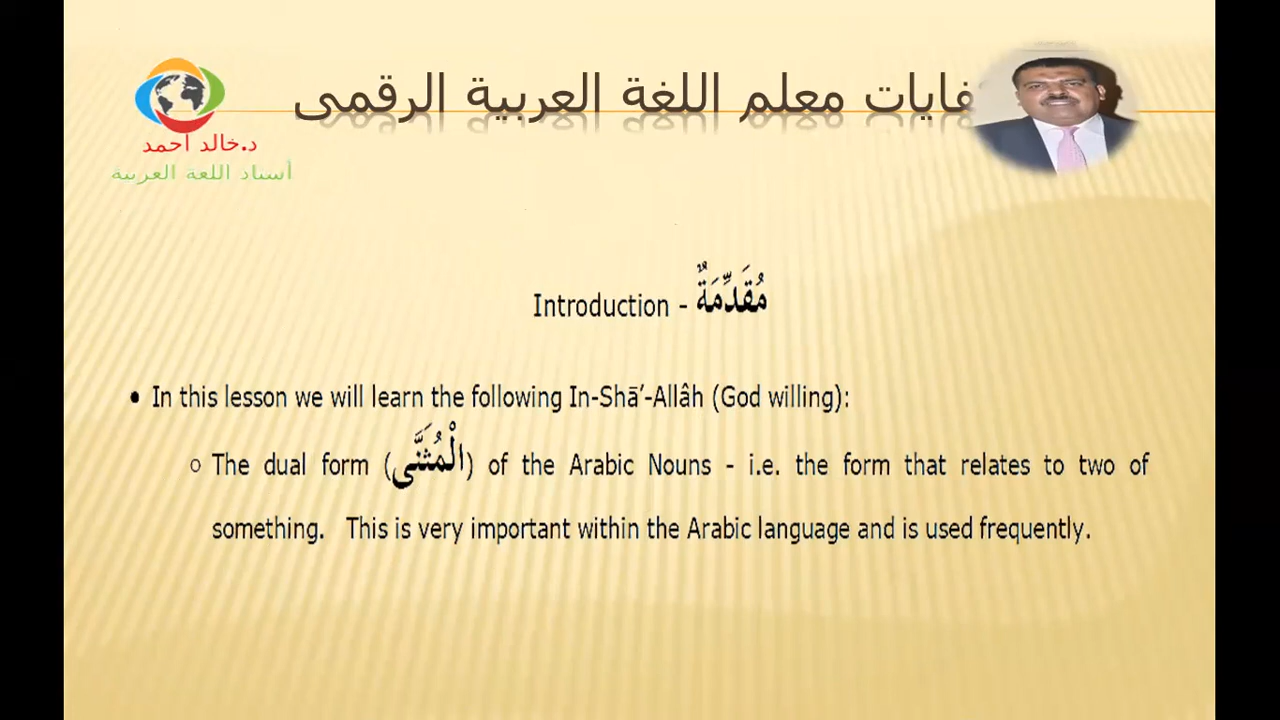 فايات معلم اللغة العربية الرقمى
د.خالد أحمد
أستاذ اللغة العربية
Introduction - مُقَدِّمَةٌ
• In this lesson we will learn the following In-Shā’-Allâh (God willing):
o The dual form (الْمُثَنَّى) of the Arabic Nouns - i.e. the form that relates to two of
something. This is very important within the Arabic language and is used frequently.